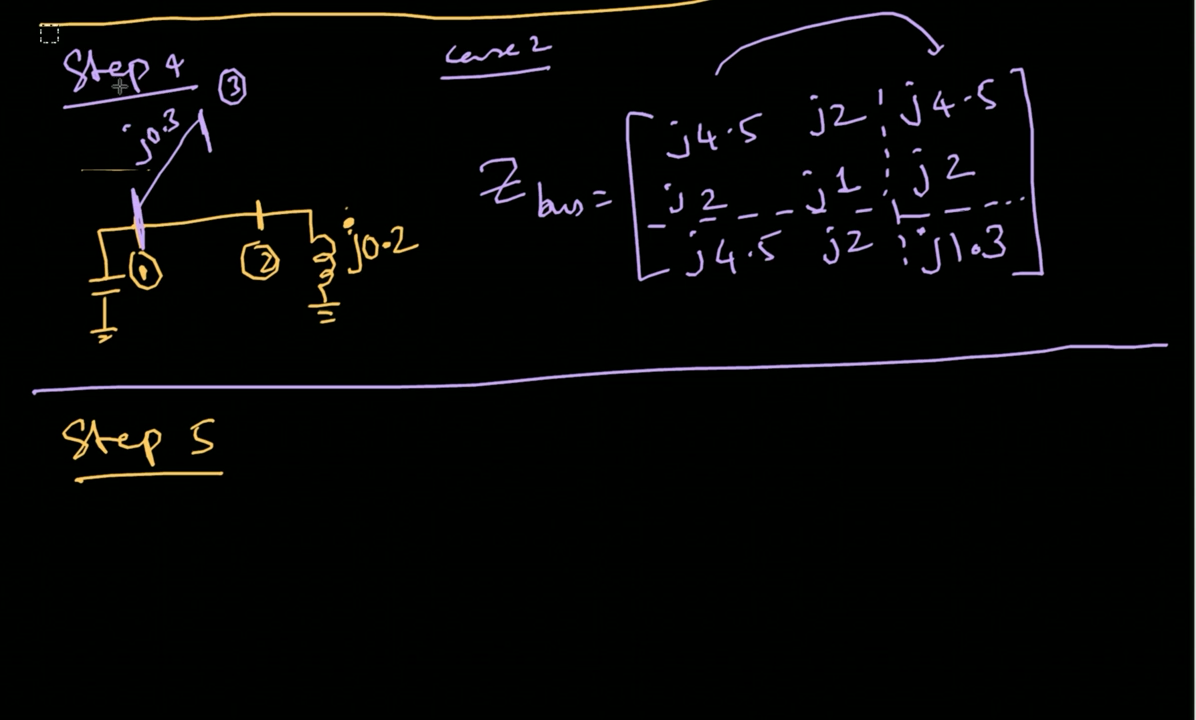 Step 4
case 2
③
j0.3
①
②
j0.2
Zbus =
j4.5 j2 j4.5
j2 j1 j2
j4.5 j2 j1.3
Step 5